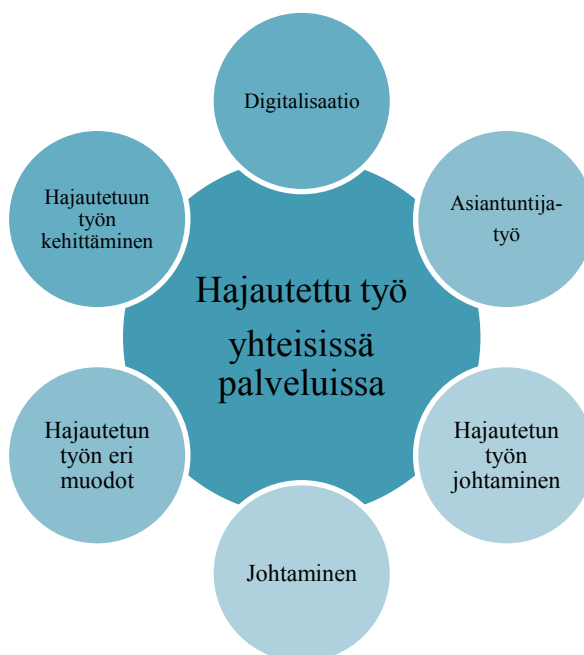 Digitalisaatio
Hajautetuun
työn
kehittäminen
Asiantuntija-
työ
Hajautettu työ
yhteisissä
palveluissa
Hajautetun
työn eri
muodot
Hajautetun
työn
johtaminen
Johtaminen